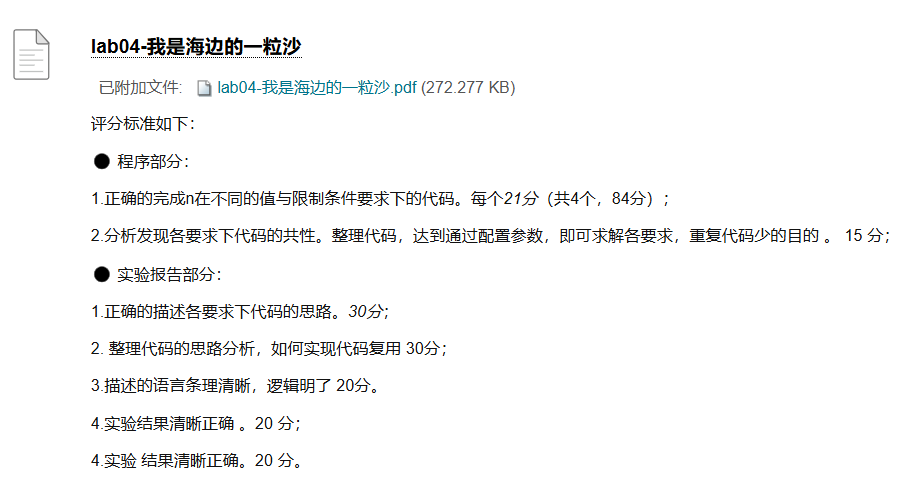 lab04-我是海边的一粒沙
已附加文件: lab04-我是海边的一粒沙.pdf (272.277 KB)
评分标准如下：
● 程序部分：
1.正确的完成n在不同的值与限制条件要求下的代码。每个21分（共4个，84分）；
2.分析发现各要求下代码的共性。整理代码，达到通过配置参数，即可求解各要求，重复代码少的目的 。 15 分；
● 实验报告部分：
1.正确的描述各要求下代码的思路。30分；
2. 整理代码的思路分析，如何实现代码复用 30分；
3.描述的语言条理清晰，逻辑明了 20分。
4.实验结果清晰正确 。20 分；
4.实验 结果清晰正确。20 分。